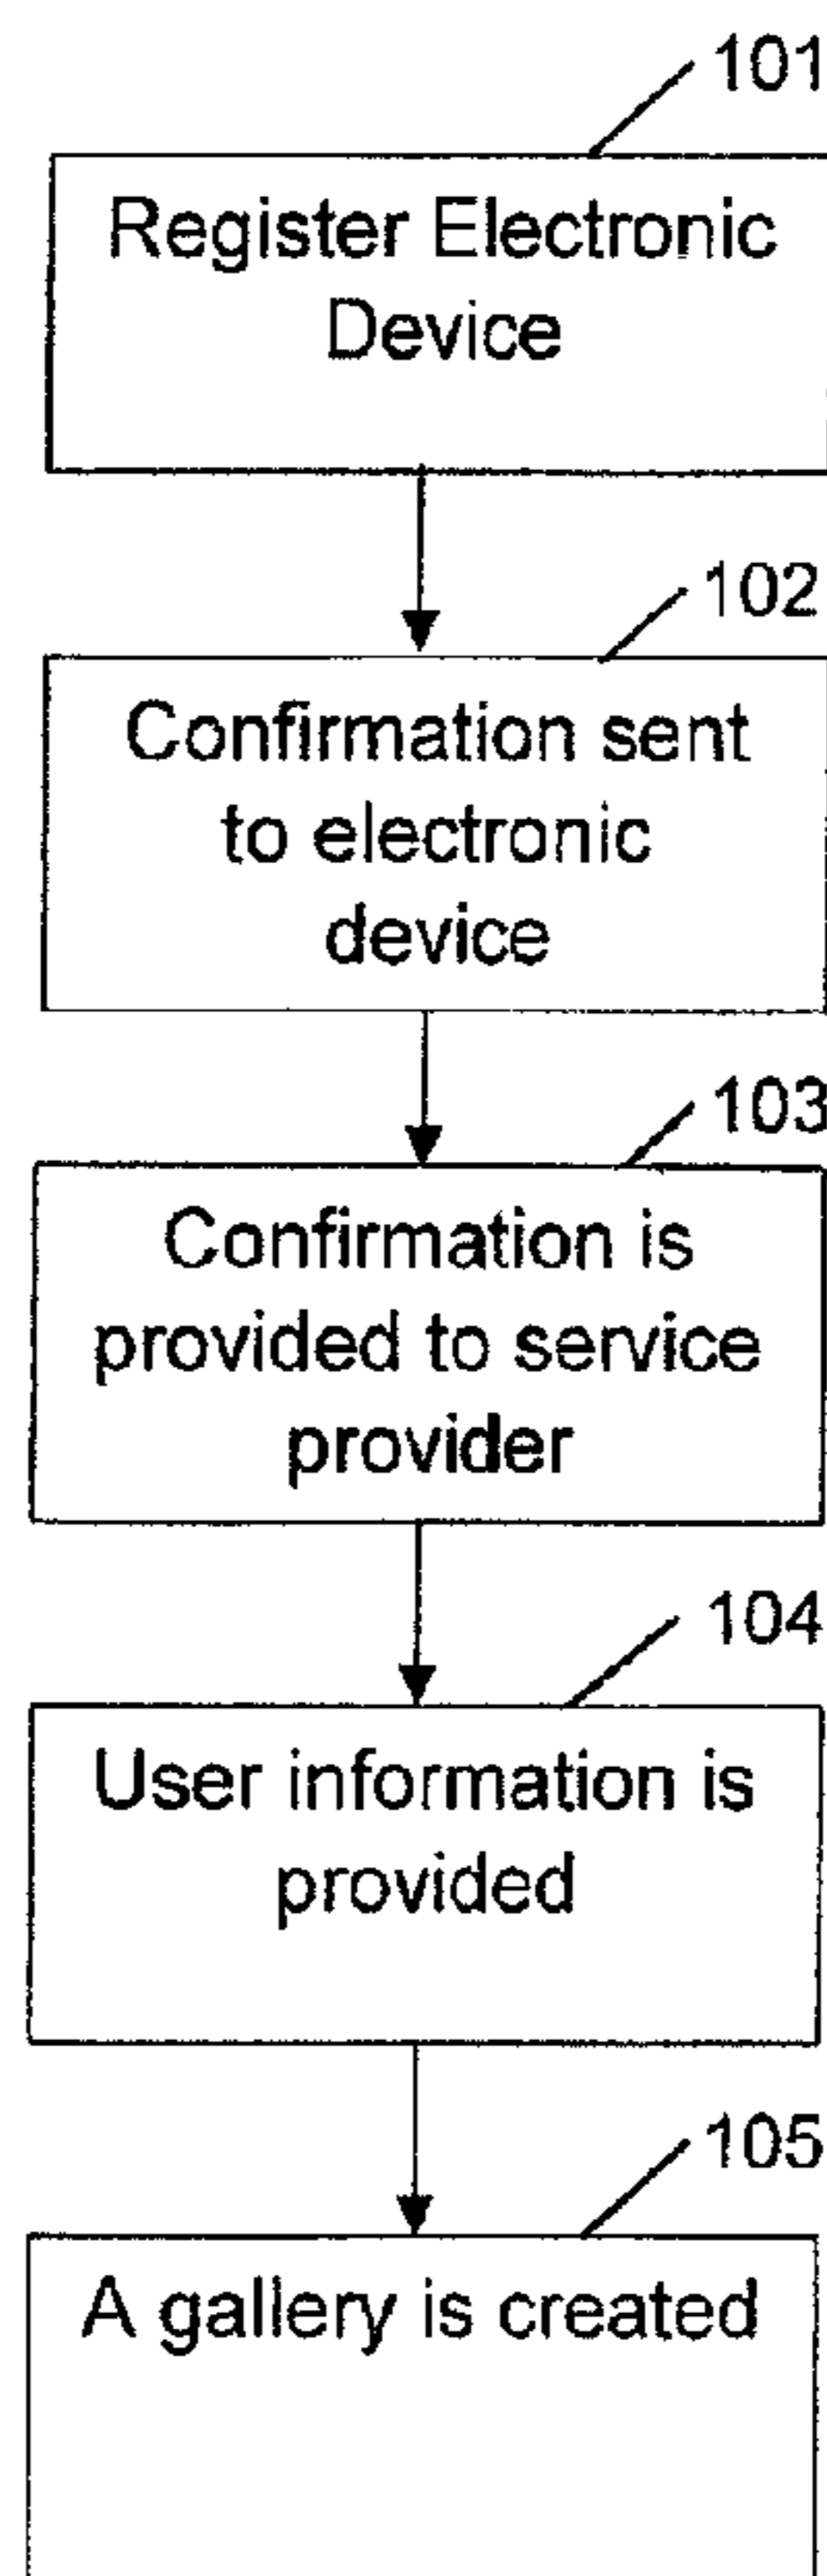 101
Register Electronic
Device
102
Confirmation sent
to electronic
device
103
Confirmation is
provided to service
provider
104
User information is
provided
105
A gallery is created